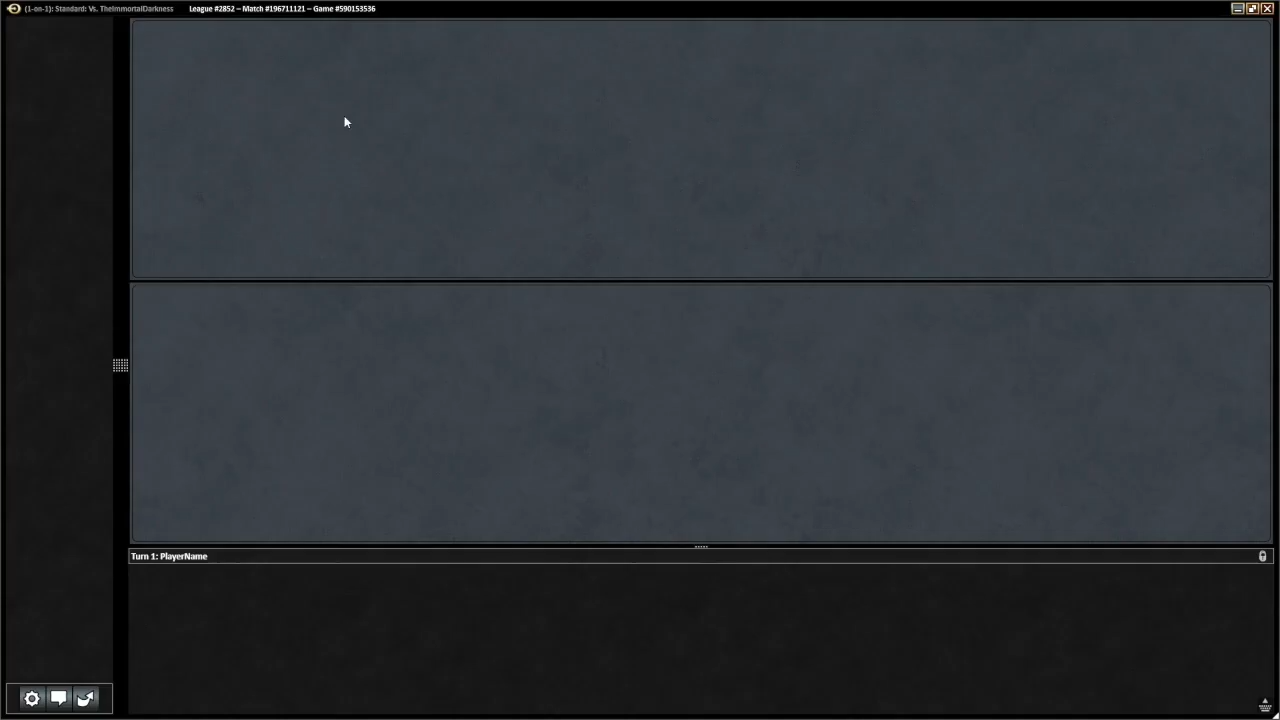 (1-on-1): Standard: Vs. TheImmortalDarkness League #2852 – Match #196711121 – Game #590153536
Turn 1: PlayerName